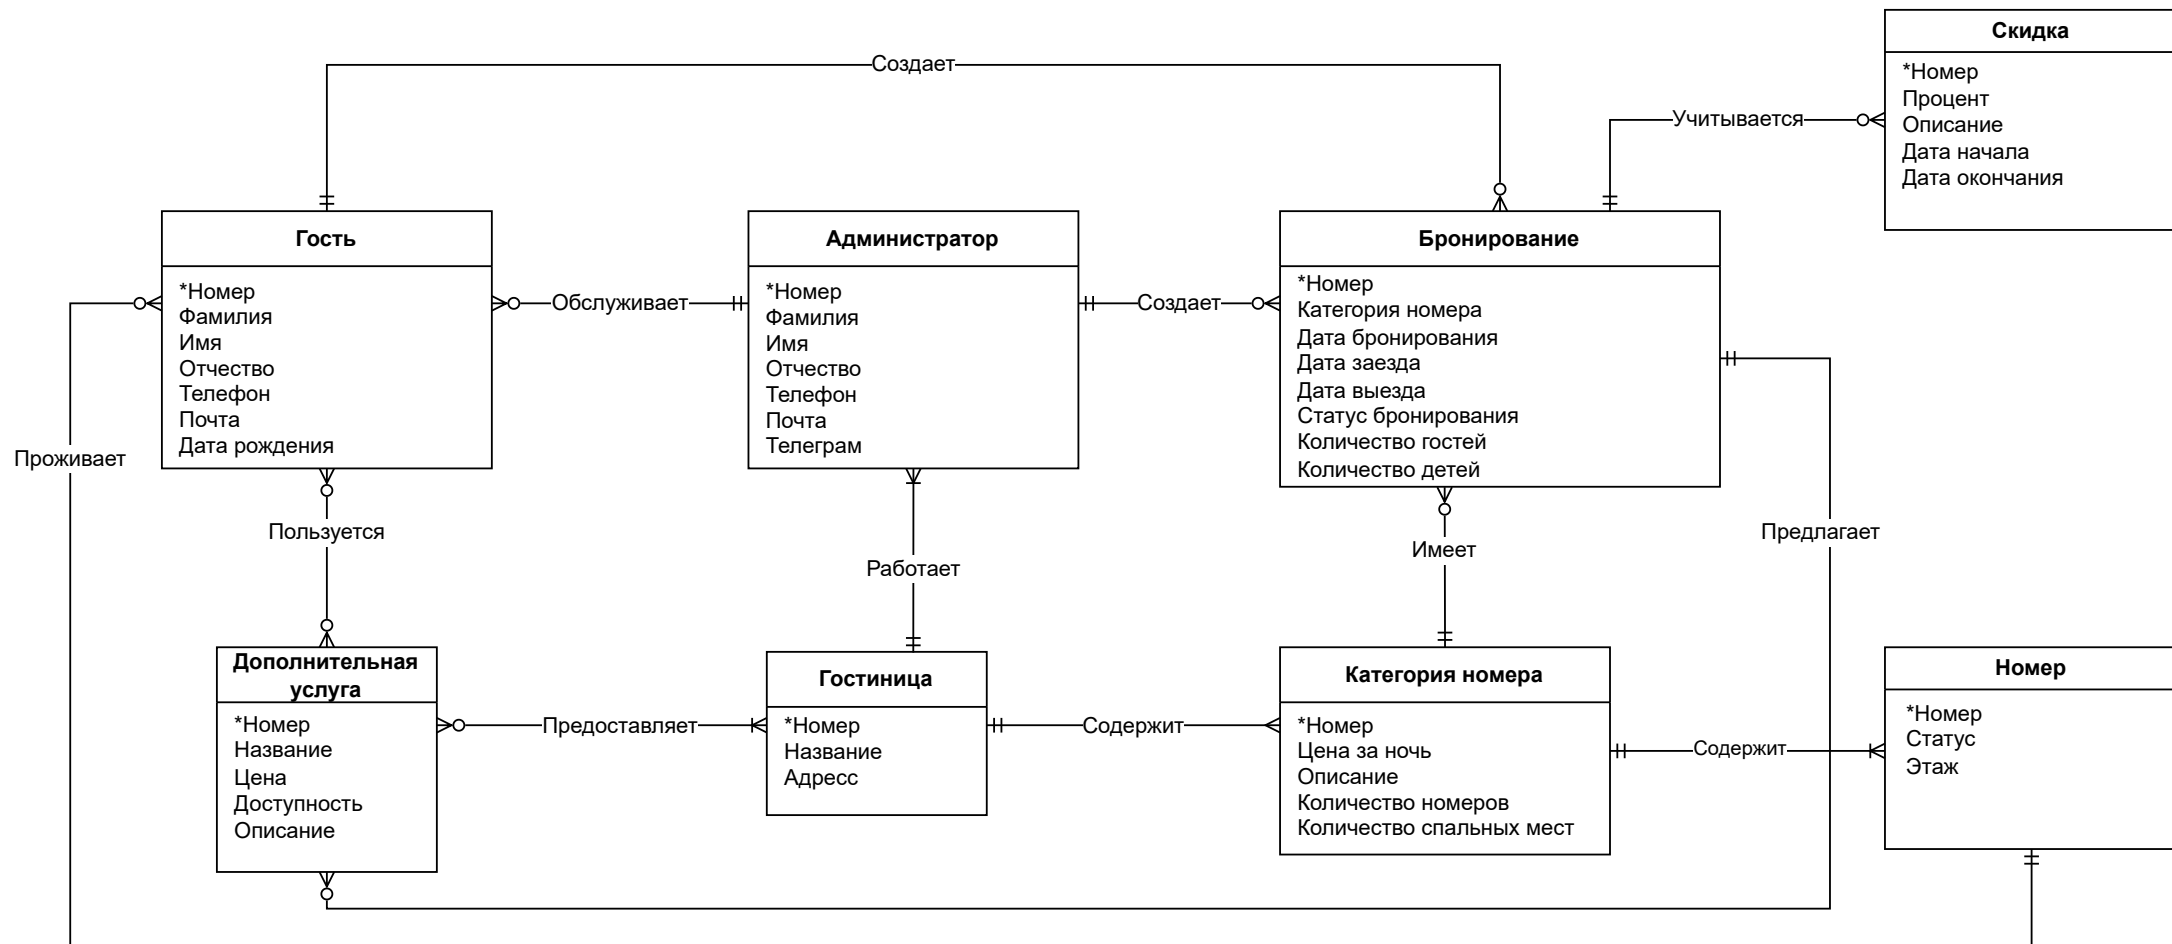 Создает
Скидка
*Номер
Процент
Описание
Дата начала
Дата окончания
Учитывается
Гость
*Номер
Фамилия
Имя
Отчество
Телефон
Почта
Дата рождения
Обслуживает
Администратор
*Номер
Фамилия
Имя
Отчество
Телефон
Почта
Телеграм
Создает
Бронирование
*Номер
Категория номера
Дата бронирования
Дата заезда
Дата выезда
Статус бронирования
Количество гостей
Количество детей
Проживает
Пользуется
Работает
Имеет
Предлагает
Дополнительная
услуга
*Номер
Название
Цена
Доступность
Описание
Предоставляет
Гостиница
*Номер
Название
Адресс
Содержит
Категория номера
*Номер
Цена за ночь
Описание
Количество номеров
Количество спальных мест
Содержит
Номер
*Номер
Статус
Этаж